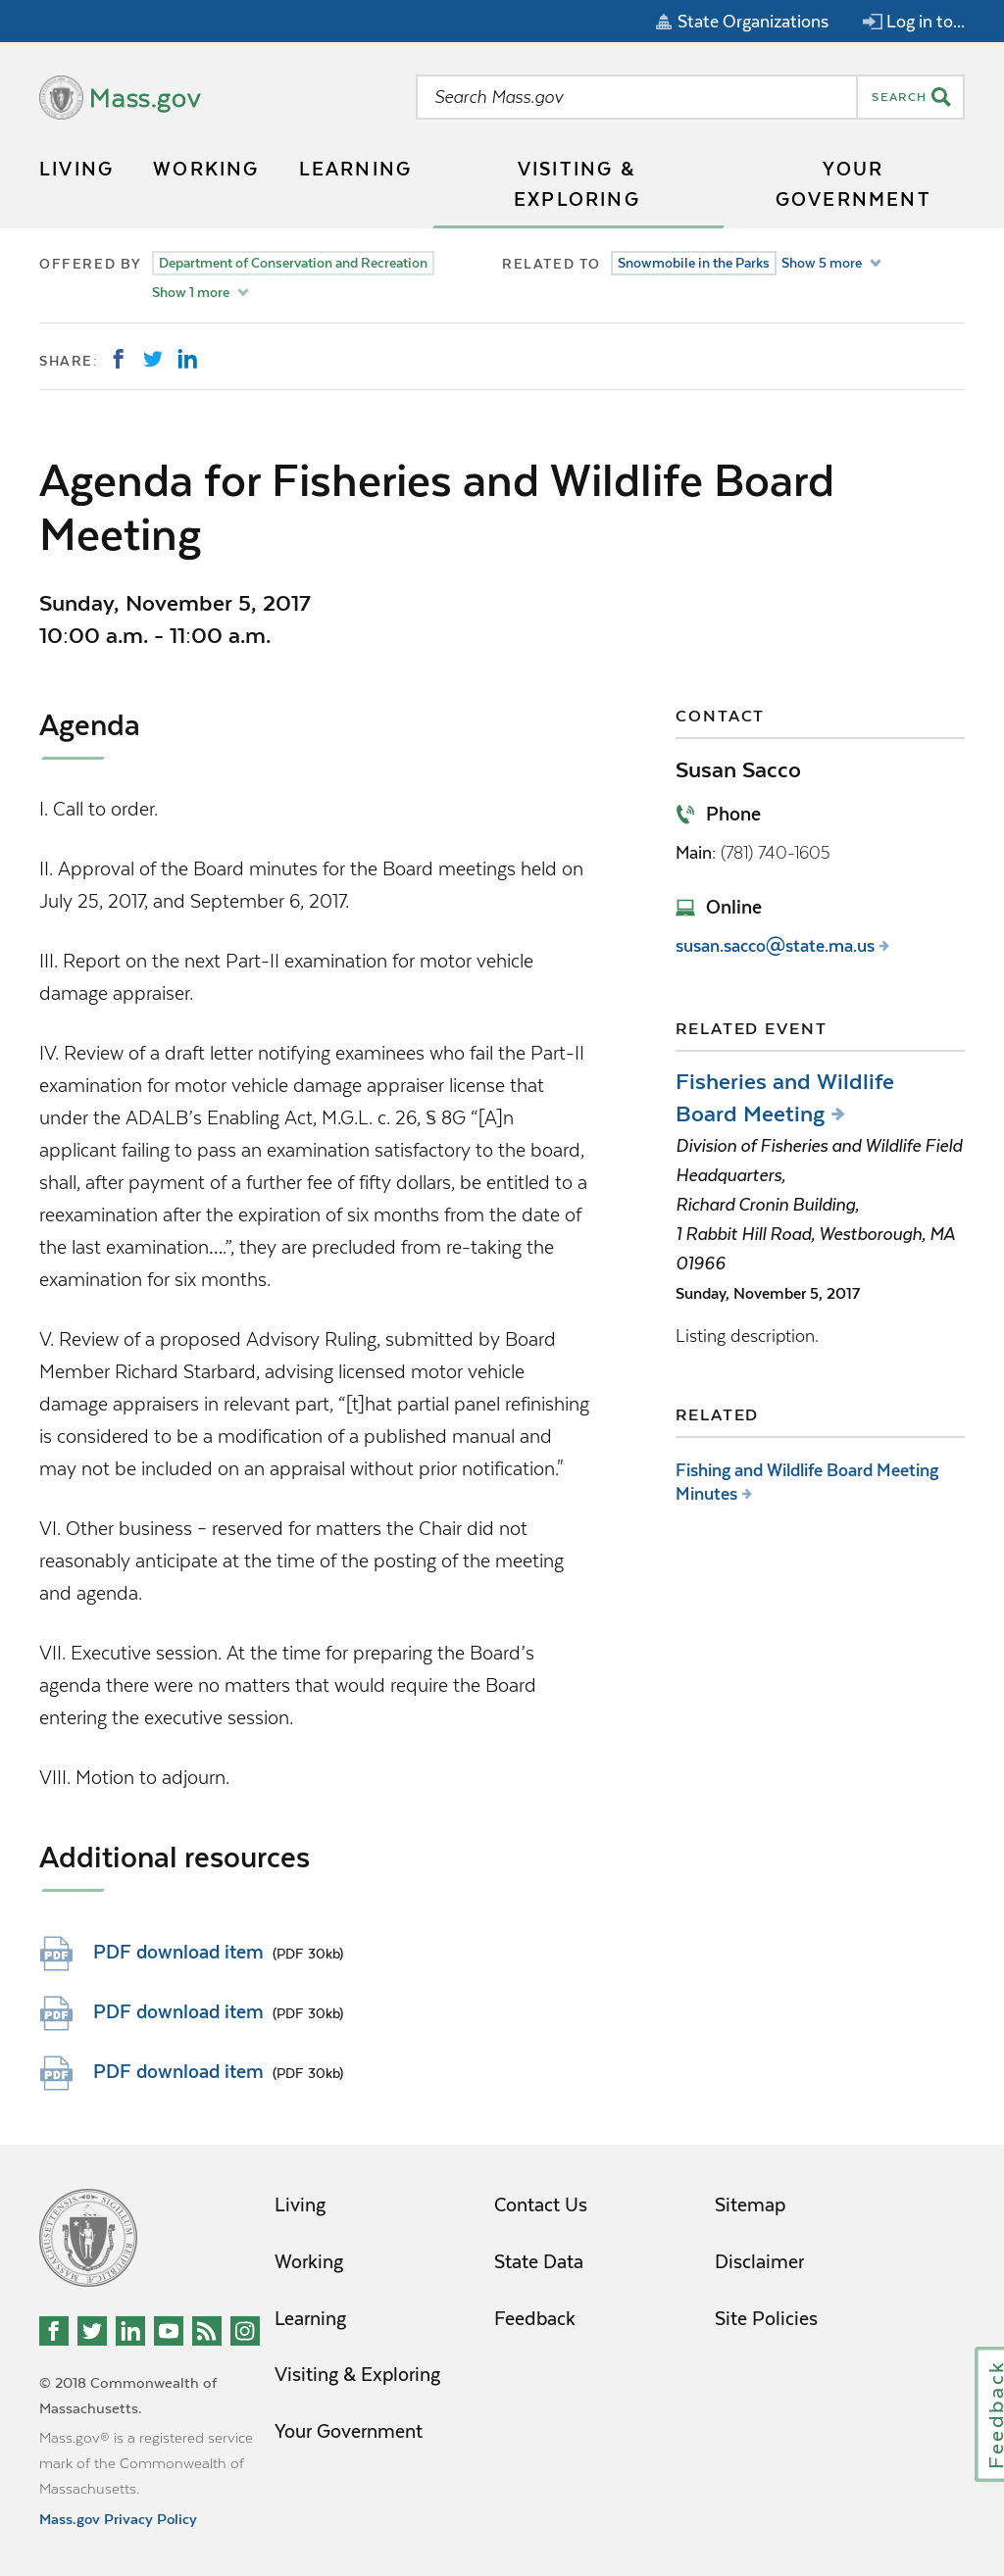 State Organizations
Log in to...
Mass.gov
Search Mass.gov
SEARCH
LIVING
WORKING
LEARNING
VISITING &
EXPLORING
YOUR
GOVERNMENT
OFFERED BY
Department of Conservation and Recreation
Show 1 more
RELATED TO
Snowmobile in the Parks
Show 5 more
SHARE:
Agenda for Fisheries and Wildlife Board
Meeting
Sunday, November 5, 2017
10:00 a.m. - 11:00 a.m.
Agenda
I. Call to order.
II. Approval of the Board minutes for the Board meetings held on
July 25, 2017, and September 6, 2017.
III. Report on the next Part-II examination for motor vehicle
damage appraiser.
IV. Review of a draft letter notifying examinees who fail the Part-II
examination for motor vehicle damage appraiser license that
under the ADALB’s Enabling Act, M.G.L. c. 26, § 8G “[A]n
applicant failing to pass an examination satisfactory to the board,
shall, after payment of a further fee of fifty dollars, be entitled to a
reexamination after the expiration of six months from the date of
the last examination….”, they are precluded from re-taking the
examination for six months.
V. Review of a proposed Advisory Ruling, submitted by Board
Member Richard Starbard, advising licensed motor vehicle
damage appraisers in relevant part, “[t]hat partial panel refinishing
is considered to be a modification of a published manual and
may not be included on an appraisal without prior notification."
VI. Other business – reserved for matters the Chair did not
reasonably anticipate at the time of the posting of the meeting
and agenda.
VII. Executive session. At the time for preparing the Board’s
agenda there were no matters that would require the Board
entering the executive session.
VIII. Motion to adjourn.
CONTACT
Susan Sacco
Phone
Main: (781) 740-1605
Online
susan.sacco@state.ma.us
RELATED EVENT
Fisheries and Wildlife
Board Meeting
Division of Fisheries and Wildlife Field
Headquarters,
Richard Cronin Building,
1 Rabbit Hill Road, Westborough, MA
01966
Sunday, November 5, 2017
Listing description.
RELATED
Fishing and Wildlife Board Meeting
Minutes
Additional resources
PDF
PDF download item (PDF 30kb)
PDF
PDF download item (PDF 30kb)
PDF
PDF download item (PDF 30kb)
Living
Working
Learning
Visiting & Exploring
Your Government
Contact Us
State Data
Feedback
Sitemap
Disclaimer
Site Policies
© 2018 Commonwealth of
Massachusetts.
Mass.gov® is a registered service
mark of the Commonwealth of
Massachusetts.
Mass.gov Privacy Policy
Feedback